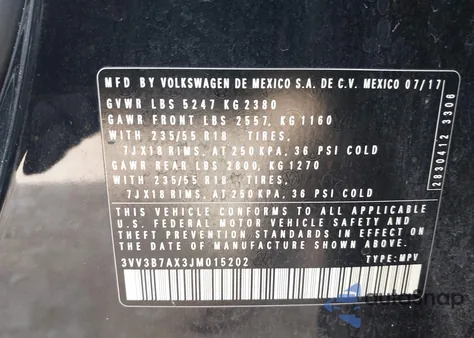 MFD BY VOLKSWAGEN DE MEXICO S.A. DE C.V. MEXICO 07/17
GVWR LBS 5247 KG 2380
GAWR FRONT LBS 2557, KG 1160
WITH 235/55 R18 TIRES,
7JX18 RIMS, AT 250 KPA, 36 PSI COLD
GAWR REAR LBS 2800, KG 1270
WITH 235/55 R18 TIRES,
7JX18 RIMS, AT 250 KPA, 36 PSI COLD
THIS VEHICLE CONFORMS TO ALL APPLICABLE
U.S. FEDERAL MOTOR VEHICLE SAFETY AND
THEFT PREVENTION STANDARDS IN EFFECT ON
THE DATE OF MANUFACTURE SHOWN ABOVE.
3VV3B7AX3JM015202 TYPE: MPV
2830412 3306
autoSnap